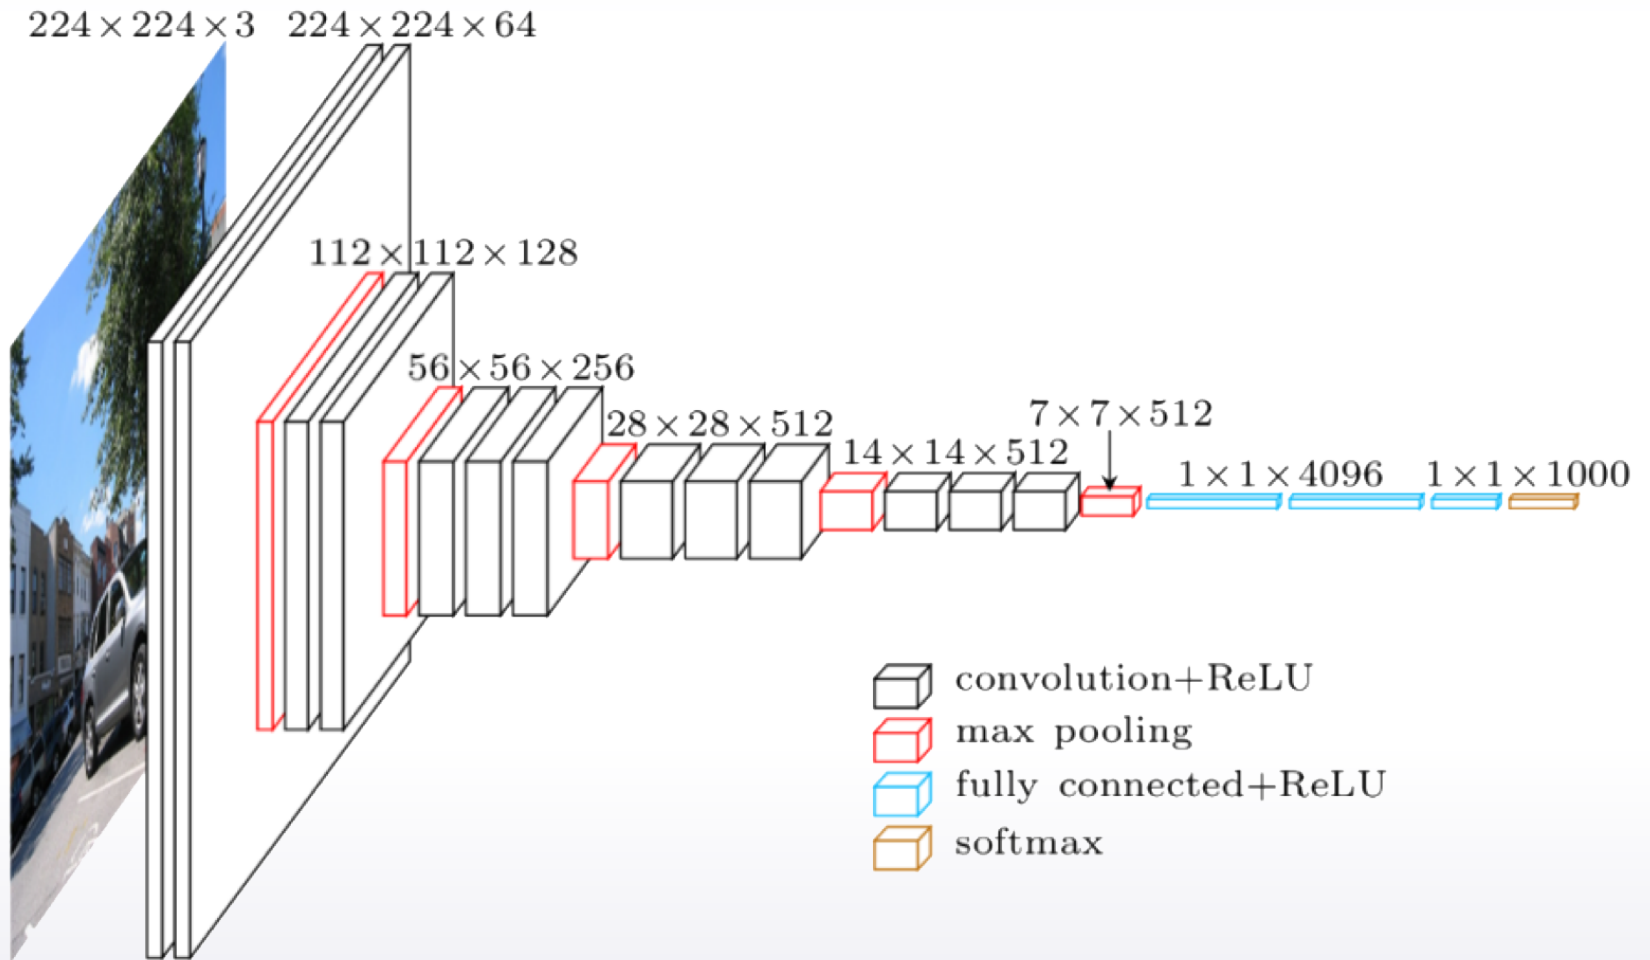 224×224×3
224×224×64
112×112×128
56×56×256
28×28×512
14×14×512
7×7×512
1×1×4096
1×1×1000
convolution+ReLU
max pooling
fully connected+ReLU
softmax